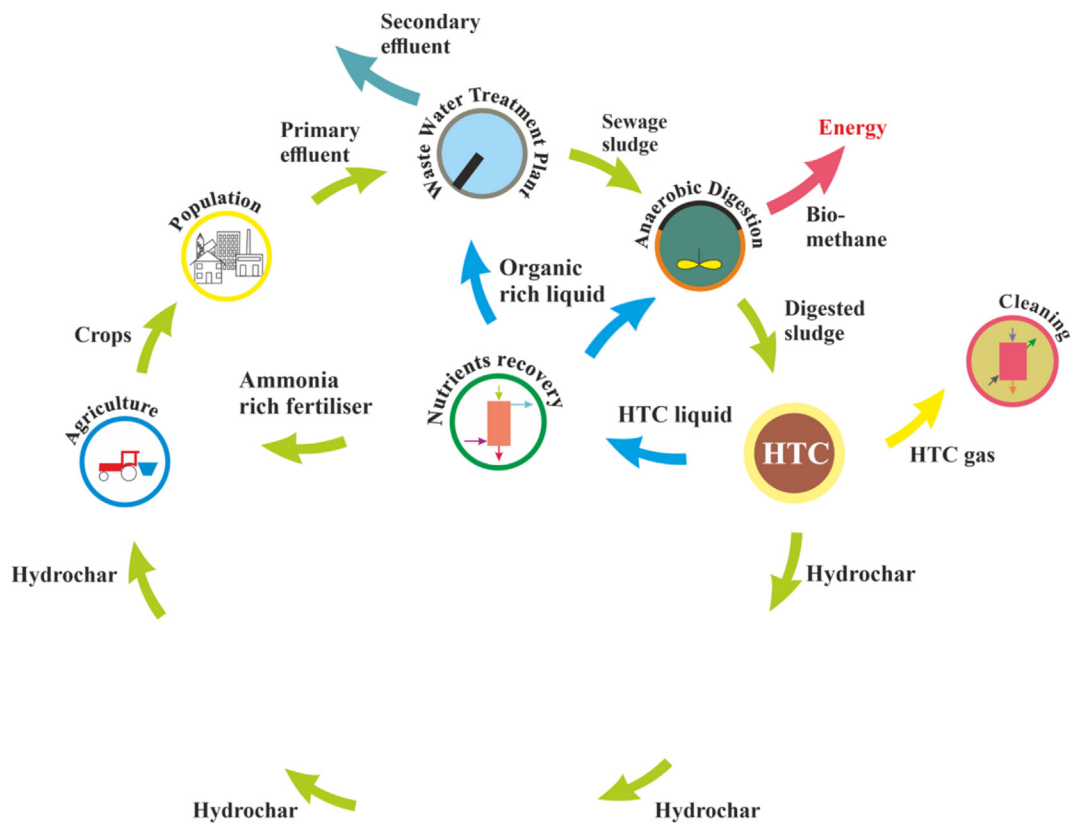 Secondary
effluent
Waste Water Treatment Plant
Primary
effluent
Sewage
sludge
Energy
Population
Anaerobic Digestion
Bio-
methane
Organic
rich liquid
Digested
sludge
Cleaning
Crops
Ammonia
rich fertiliser
Nutrients recovery
HTC liquid
Agriculture
HTC
HTC gas
Hydrochar
Hydrochar
Hydrochar
Hydrochar